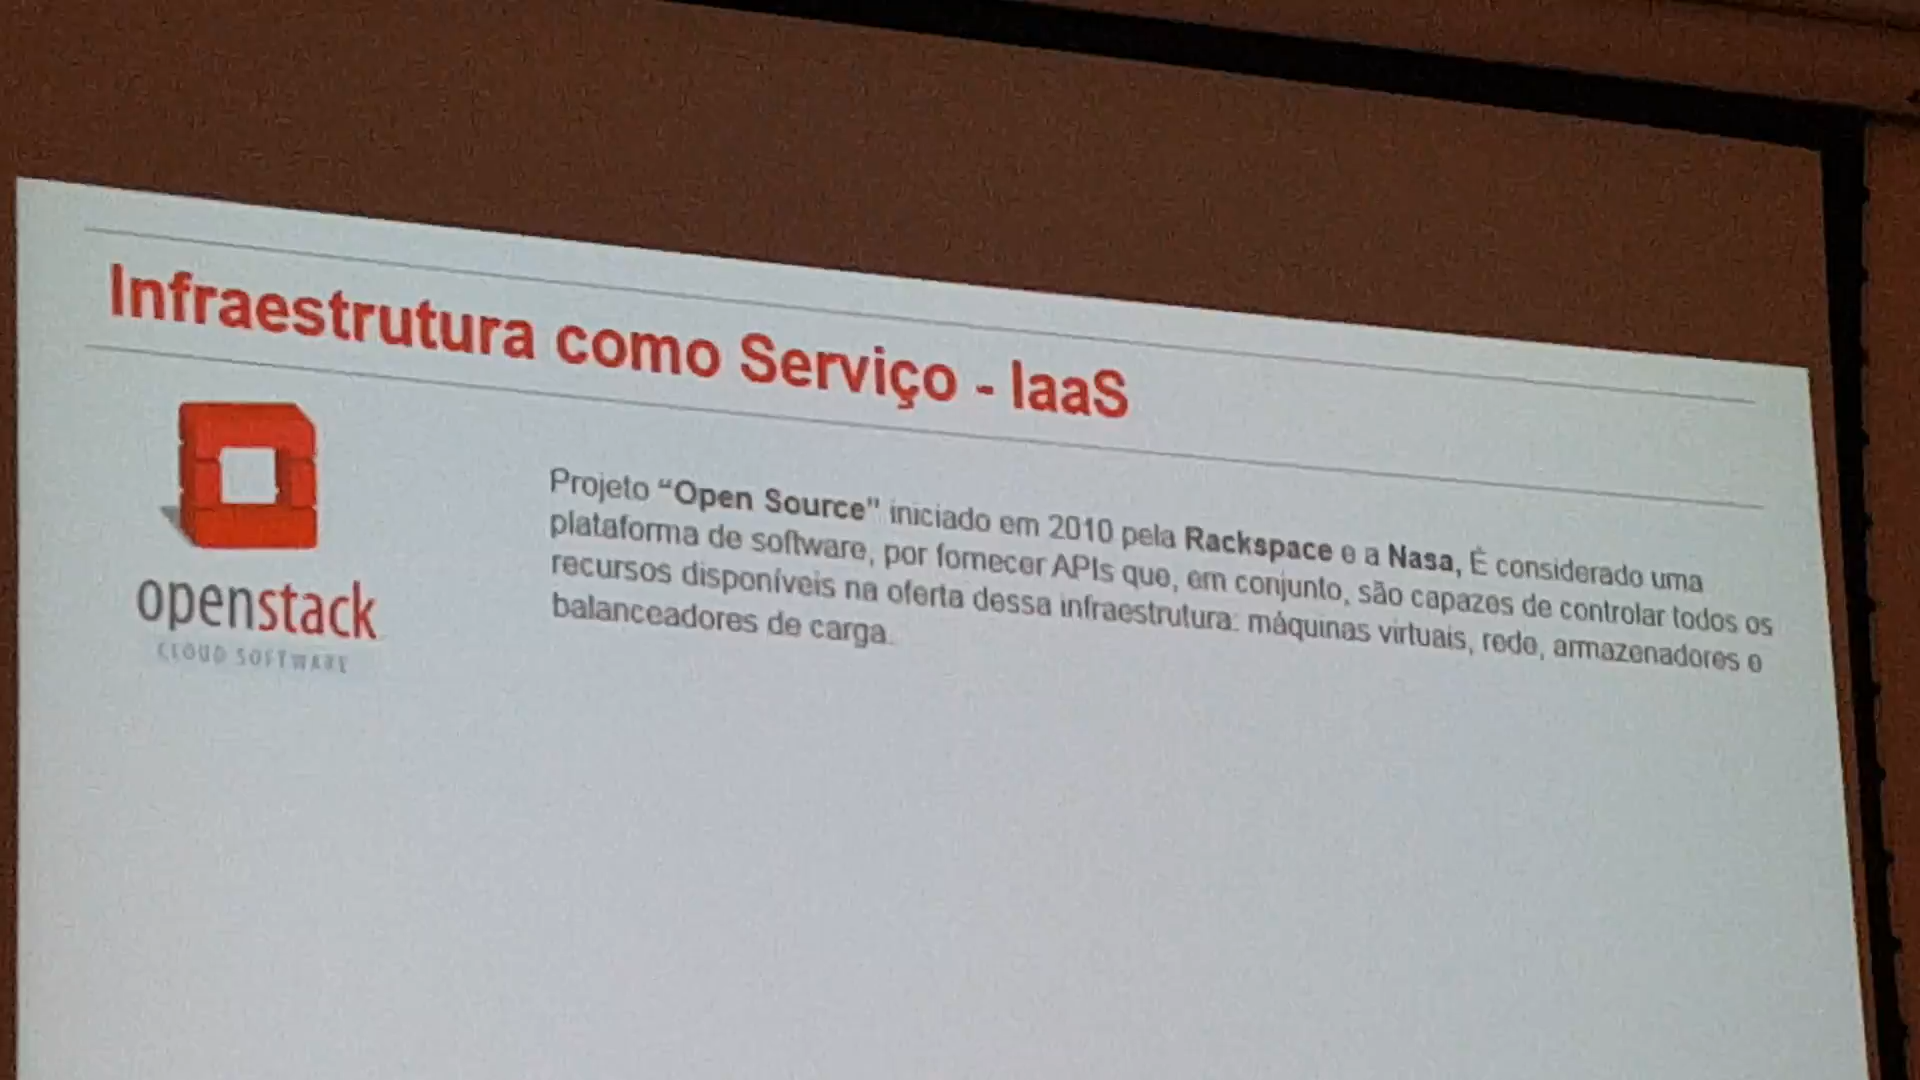 Infraestrutura como Serviço - IaaS
openstack
CLOUD SOFTWARE
Projeto “Open Source” iniciado em 2010 pela Rackspace e a Nasa, É considerado uma
plataforma de software, por fornecer APIs que, em conjunto, são capazes de controlar todos os
recursos disponíveis na oferta dessa infraestrutura: máquinas virtuais, rede, armazenadores e
balanceadores de carga.